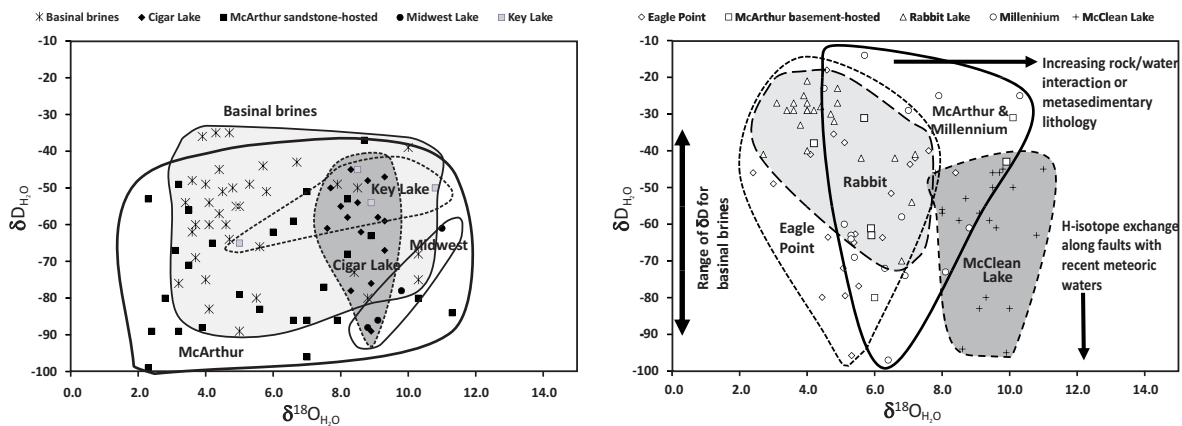 Basinal brines Cigar Lake McArthur sandstone-hosted Midwest Lake Key Lake
-10
-20
-30
-40
-50
-60
-70
-80
-90
-100
δD_H₂O
Basinal brines
Key Lake
Midwest
Cigar Lake
McArthur
0.0 2.0 4.0 6.0 8.0 10.0 12.0 14.0
δ¹⁸O_H₂O
Eagle Point McArthur basement-hosted Rabbit Lake Millennium McClean Lake
-10
-20
-30
-40
-50
-60
-70
-80
-90
-100
δD_H₂O
Range of δD for
basinal brines
Increasing rock/water
interaction or
metasedimentary
lithology
McArthur &
Millennium
Rabbit
Eagle
Point
McClean
Lake
H-isotope exchange
along faults with
recent meteoric
waters
0.0 2.0 4.0 6.0 8.0 10.0 12.0 14.0
δ¹⁸O_H₂O